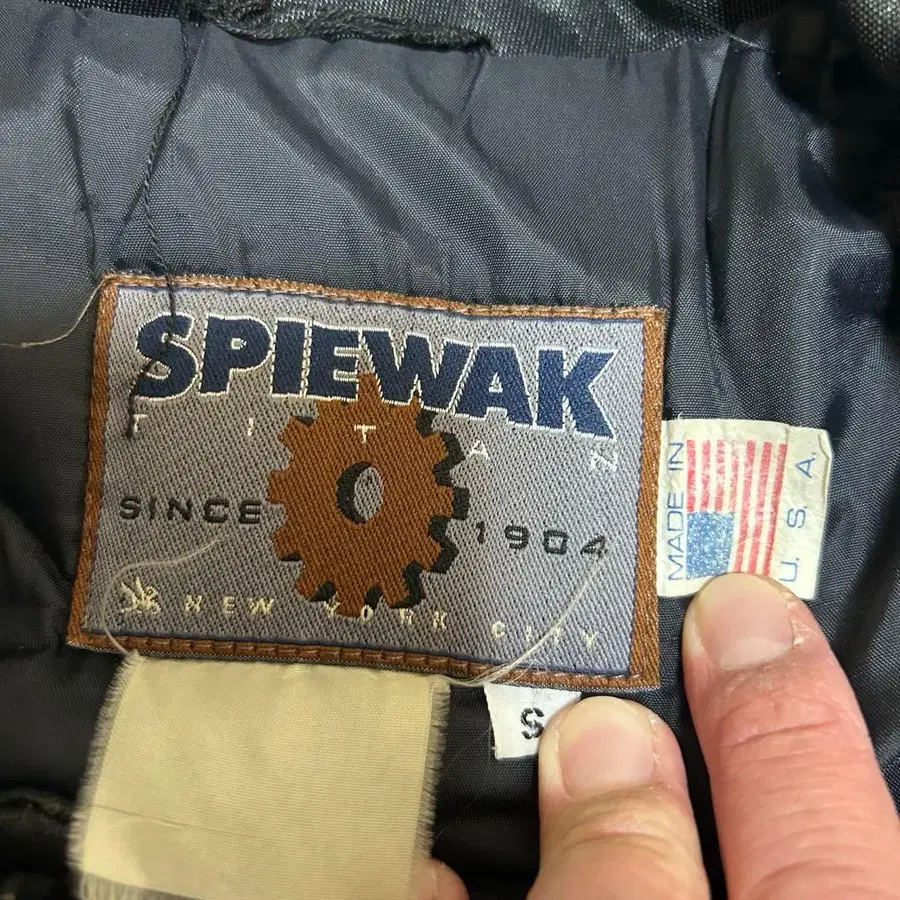 SPIEWAK
TITAN
SINCE 1904
NEW YORK CITY
MADE IN
U. S. A.
S